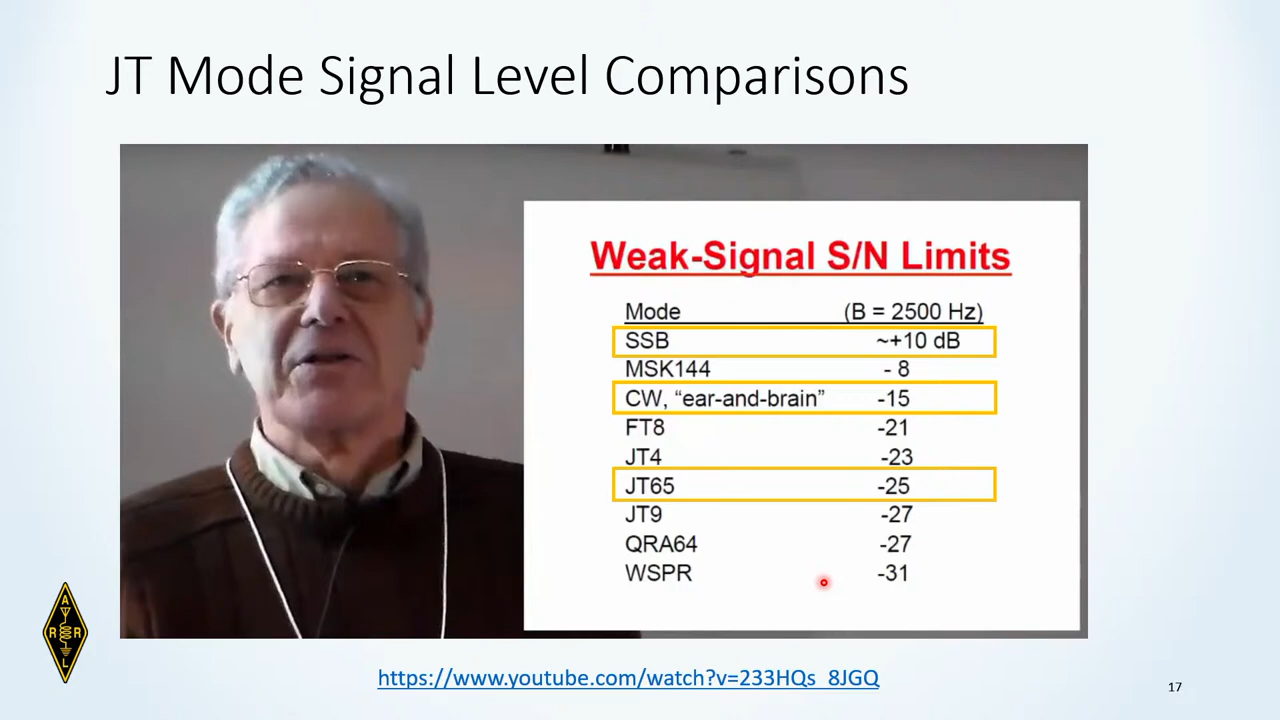 JT Mode Signal Level Comparisons
Weak-Signal S/N Limits
Mode (B = 2500 Hz)
SSB ~+10 dB
MSK144 - 8
CW, “ear-and-brain” -15
FT8 -21
JT4 -23
JT65 -25
JT9 -27
QRA64 -27
WSPR -31
A
R R
L
https://www.youtube.com/watch?v=233HQs_8JGQ
17